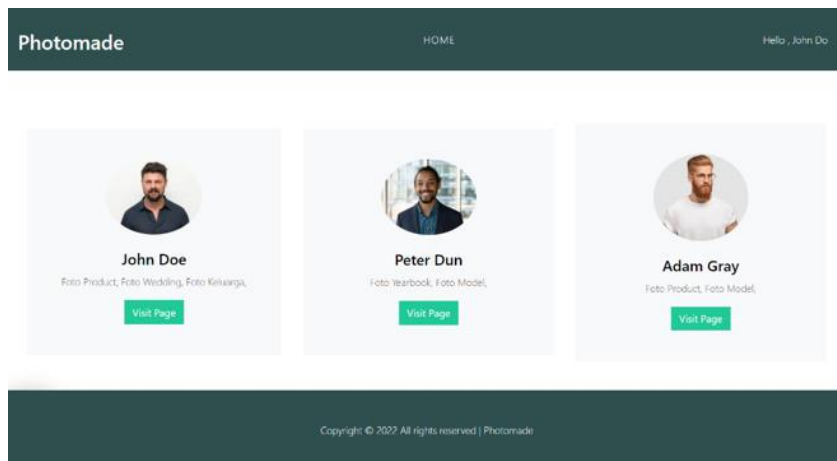 Photomade
HOME
Hello , John Do
John Doe
Foto Product, Foto Wedding, Foto Keluarga,
Visit Page
Peter Dun
Foto Yearbook, Foto Model,
Visit Page
Adam Gray
Foto Product, Foto Model,
Visit Page
Copyright © 2022 All rights reserved | Photomade